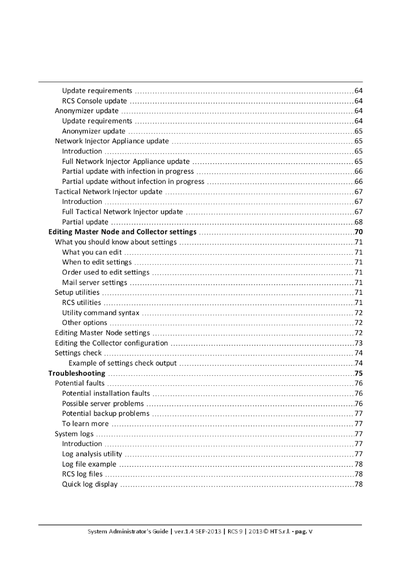 Update requirements ........ 64
RCS Console update ........ 64
Anonymizer update ........ 64
Update requirements ........ 64
Anonymizer update ........ 65
Network Injector Appliance update ........ 65
Introduction ........ 65
Full Network Injector Appliance update ........ 65
Partial update with infection in progress ........ 66
Partial update without infection in progress ........ 66
Tactical Network Injector update ........ 67
Introduction ........ 67
Full Tactical Network Injector update ........ 67
Partial update ........ 68
Editing Master Node and Collector settings ........ 70
What you should know about settings ........ 71
What you can edit ........ 71
When to edit settings ........ 71
Order used to edit settings ........ 71
Mail server settings ........ 71
Setup utilities ........ 71
RCS utilities ........ 71
Utility command syntax ........ 72
Other options ........ 72
Editing Master Node settings ........ 72
Editing the Collector configuration ........ 73
Settings check ........ 74
Example of settings check output ........ 74
Troubleshooting ........ 75
Potential faults ........ 76
Potential installation faults ........ 76
Possible server problems ........ 76
Potential backup problems ........ 77
To learn more ........ 77
System logs ........ 77
Introduction ........ 77
Log analysis utility ........ 77
Log file example ........ 78
RCS log files ........ 78
Quick log display ........ 78
System Administrator's Guide | ver.1.4 SEP-2013 | RCS 9 | 2013© HT S.r.l. - pag. V